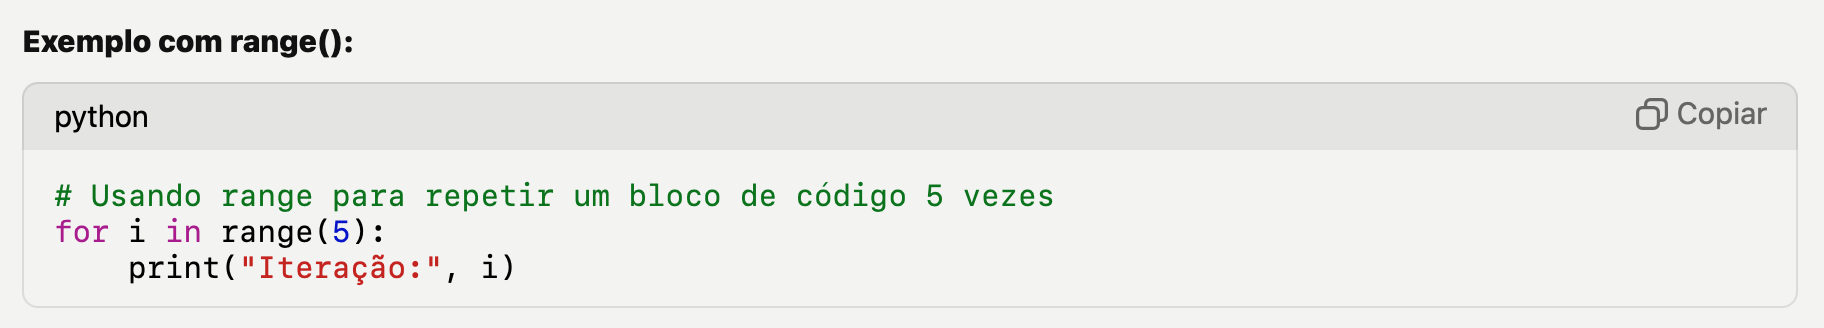 Exemplo com range():
python
Copiar
# Usando range para repetir um bloco de código 5 vezes
for i in range(5):
    print("Iteração:", i)